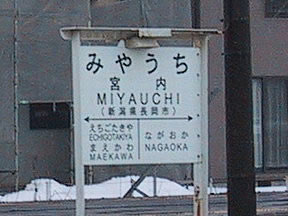 みやうち
宮内
MIYAUCHI
(新潟県長岡市)
えちごたきや
ECHIGOTAKIYA
まえかわ
MAEKAWA
ながおか
NAGAOKA